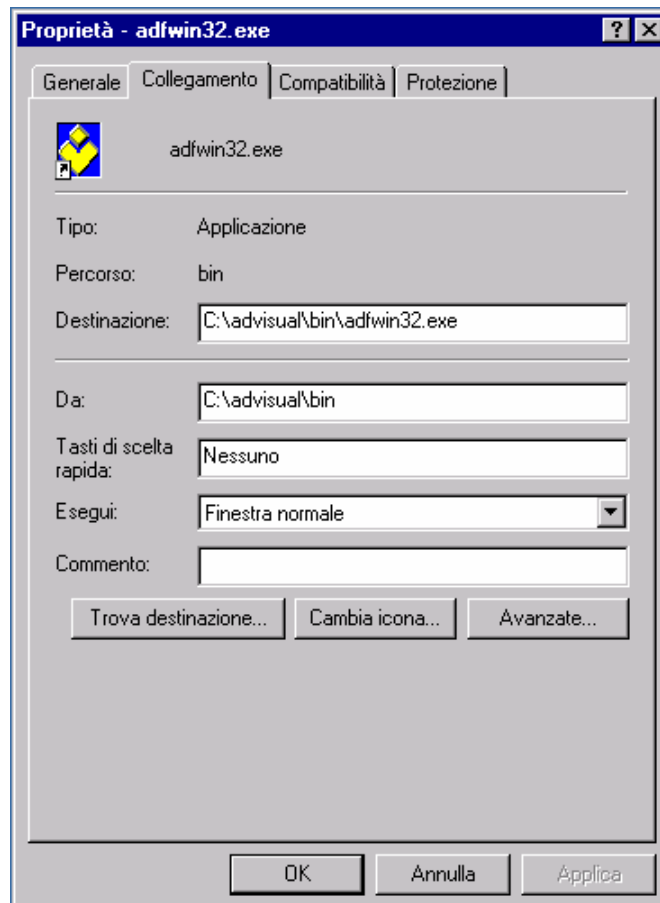 Proprietà - adfwin32.exe
Generale Collegamento Compatibilità Protezione
adfwin32.exe
Tipo: Applicazione
Percorso: bin
Destinazione: C:\advisual\bin\adfwin32.exe
Da: C:\advisual\bin
Tasti di scelta
rapida: Nessuno
Esegui: Finestra normale
Commento:
Trova destinazione... Cambia icona... Avanzate...
OK Annulla Applica